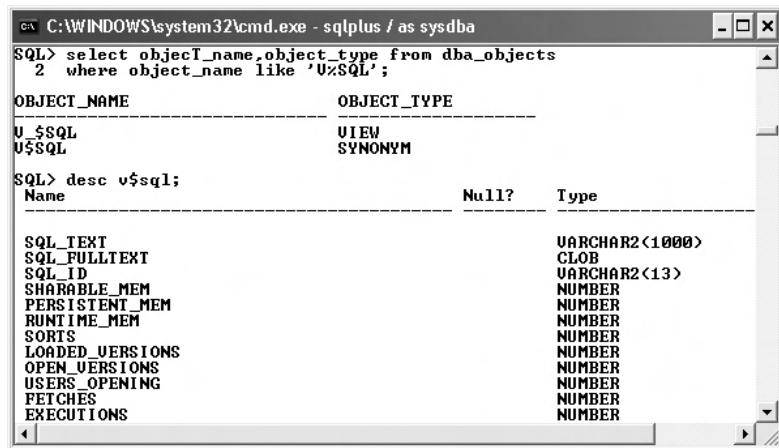 C:\WINDOWS\system32\cmd.exe - sqlplus / as sysdba
SQL> select objecT_name,object_type from dba_objects
2 where object_name like 'V%SQL';
OBJECT_NAME OBJECT_TYPE
------------------------------ -------------------
V_$SQL VIEW
V$SQL SYNONYM
SQL> desc v$sql;
Name Null? Type
----------------------------------------- -------- -------------------
SQL_TEXT VARCHAR2(1000)
SQL_FULLTEXT CLOB
SQL_ID VARCHAR2(13)
SHARABLE_MEM NUMBER
PERSISTENT_MEM NUMBER
RUNTIME_MEM NUMBER
SORTS NUMBER
LOADED_VERSIONS NUMBER
OPEN_VERSIONS NUMBER
USERS_OPENING NUMBER
FETCHES NUMBER
EXECUTIONS NUMBER